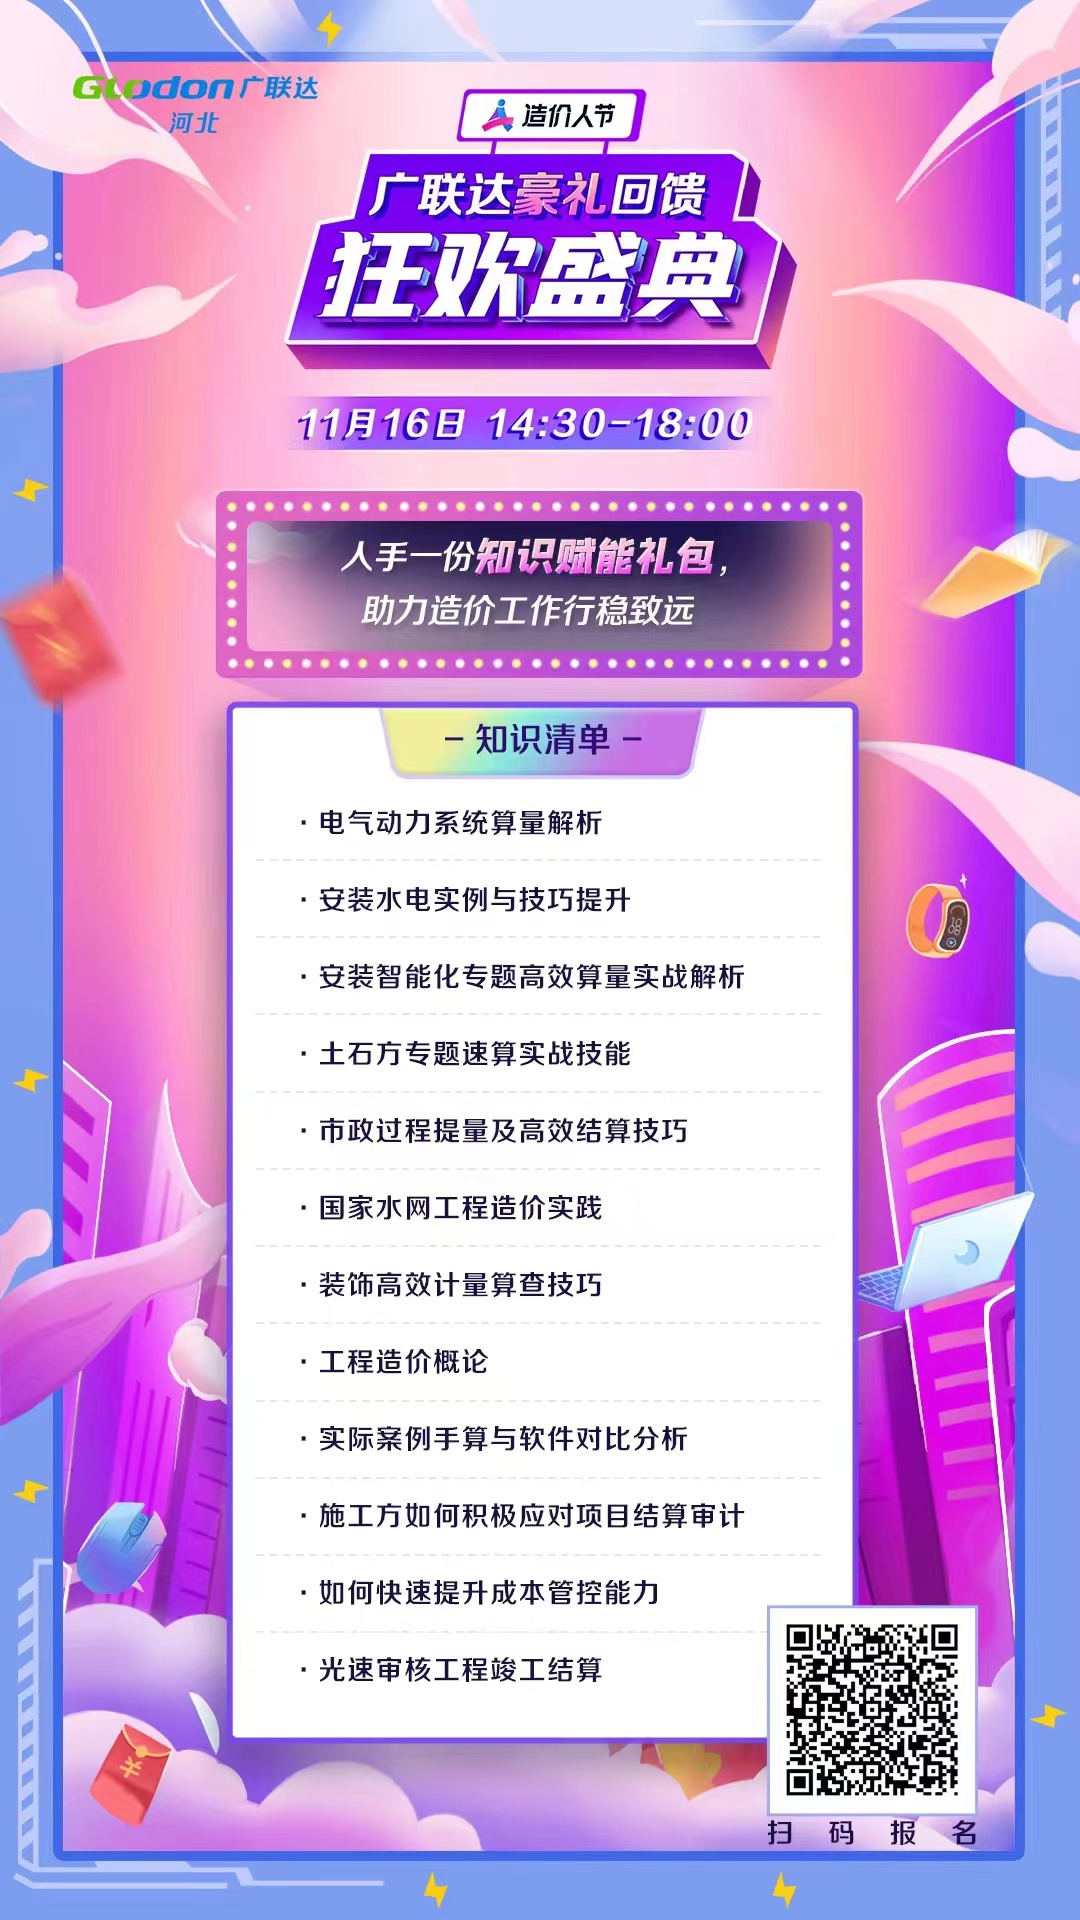 Glodon广联达
河北
造价人节
广联达豪礼回馈
狂欢盛典
11月16日 14:30-18:00
人手一份知识赋能礼包，
助力造价工作行稳致远
- 知识清单 -
· 电气动力系统算量解析
· 安装水电实例与技巧提升
· 安装智能化专题高效算量实战解析
· 土石方专题速算实战技能
· 市政过程提量及高效结算技巧
· 国家水网工程造价实践
· 装饰高效计量算查技巧
· 工程造价概论
· 实际案例手算与软件对比分析
· 施工方如何积极应对项目结算审计
· 如何快速提升成本管控能力
· 光速审核工程竣工结算
扫码报名
10
08
¥